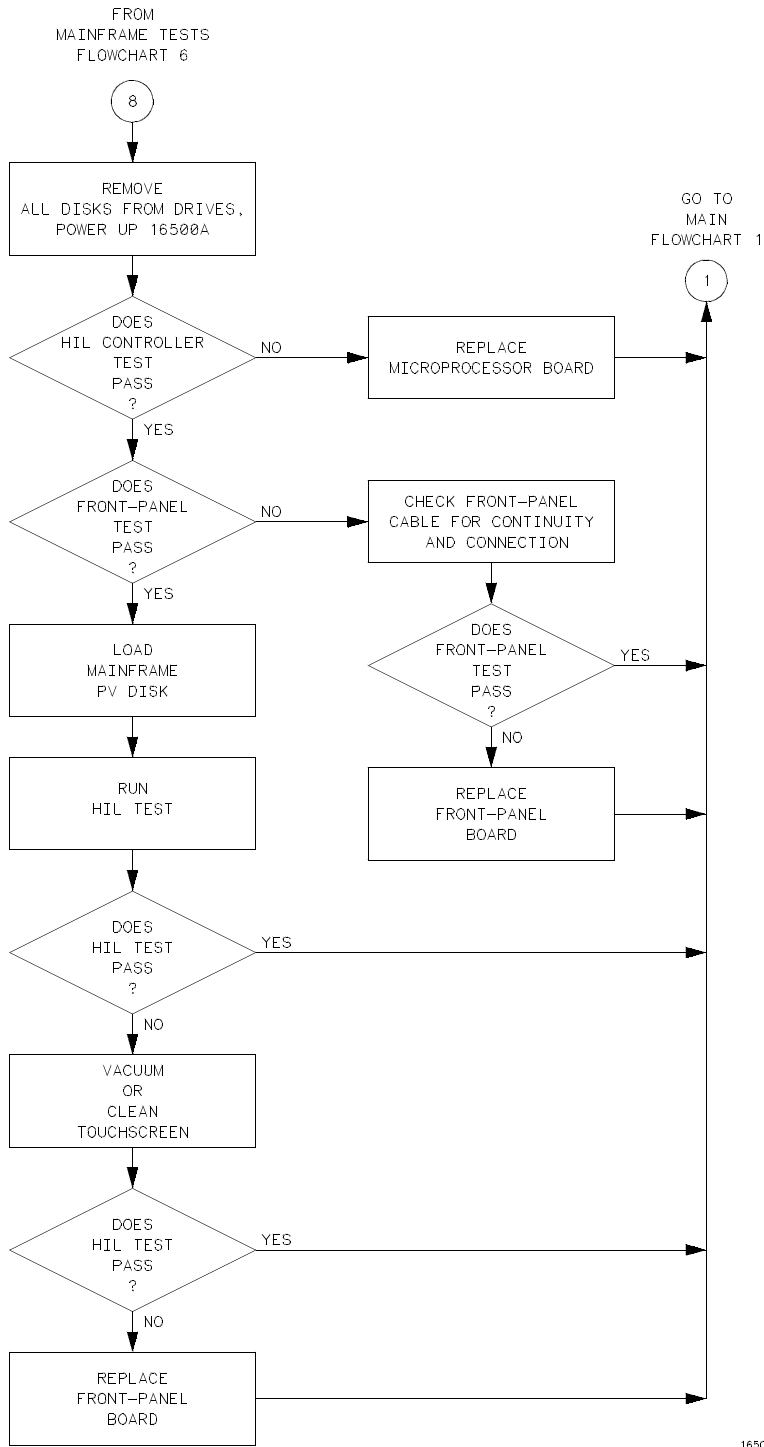 FROM
MAINFRAME TESTS
FLOWCHART 6
8
REMOVE
ALL DISKS FROM DRIVES,
POWER UP 16500A
GO TO
MAIN
FLOWCHART 1
1
DOES
HIL CONTROLLER
TEST
PASS
?
NO
REPLACE
MICROPROCESSOR BOARD
YES
DOES
FRONT-PANEL
TEST
PASS
?
NO
CHECK FRONT-PANEL
CABLE FOR CONTINUITY
AND CONNECTION
YES
LOAD
MAINFRAME
PV DISK
DOES
FRONT-PANEL
TEST
PASS
?
YES
NO
RUN
HIL TEST
REPLACE
FRONT-PANEL
BOARD
DOES
HIL TEST
PASS
?
YES
NO
VACUUM
OR
CLEAN
TOUCHSCREEN
DOES
HIL TEST
PASS
?
YES
NO
REPLACE
FRONT-PANEL
BOARD